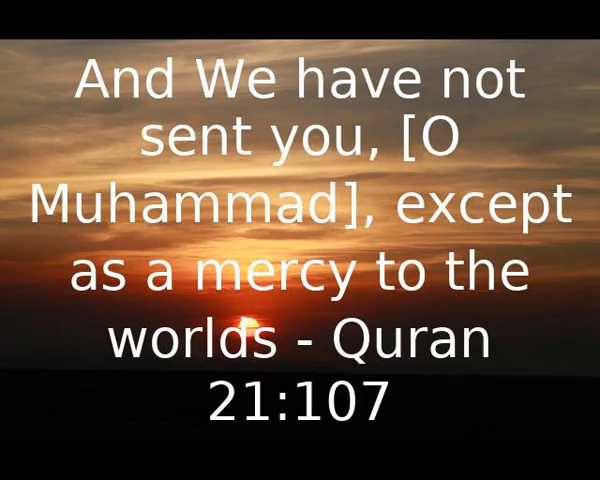 And We have not
sent you, [O
Muhammad], except
as a mercy to the
worlds - Quran
21:107